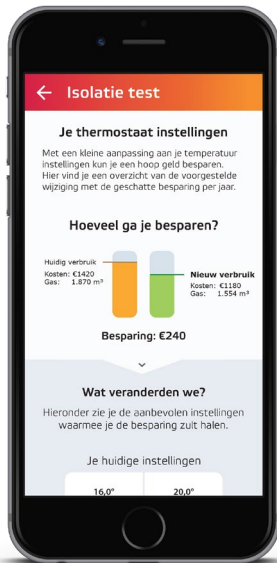 Isolatie test
Je thermostaat instellingen
Met een kleine aanpassing aan je temperatuur
instellingen kun je een hoop geld besparen.
Hier vind je een overzicht van de voorgestelde
wijziging met de geschatte besparing per jaar.
Hoeveel ga je besparen?
Huidig verbruik
Kosten: €1420
Gas: 1.870 m³
Nieuw verbruik
Kosten: €1180
Gas: 1.554 m³
Besparing: €240
Wat veranderden we?
Hieronder zie je de aanbevolen instellingen
waarmee je de besparing zult halen.
Je huidige instellingen
16,0° 20,0°